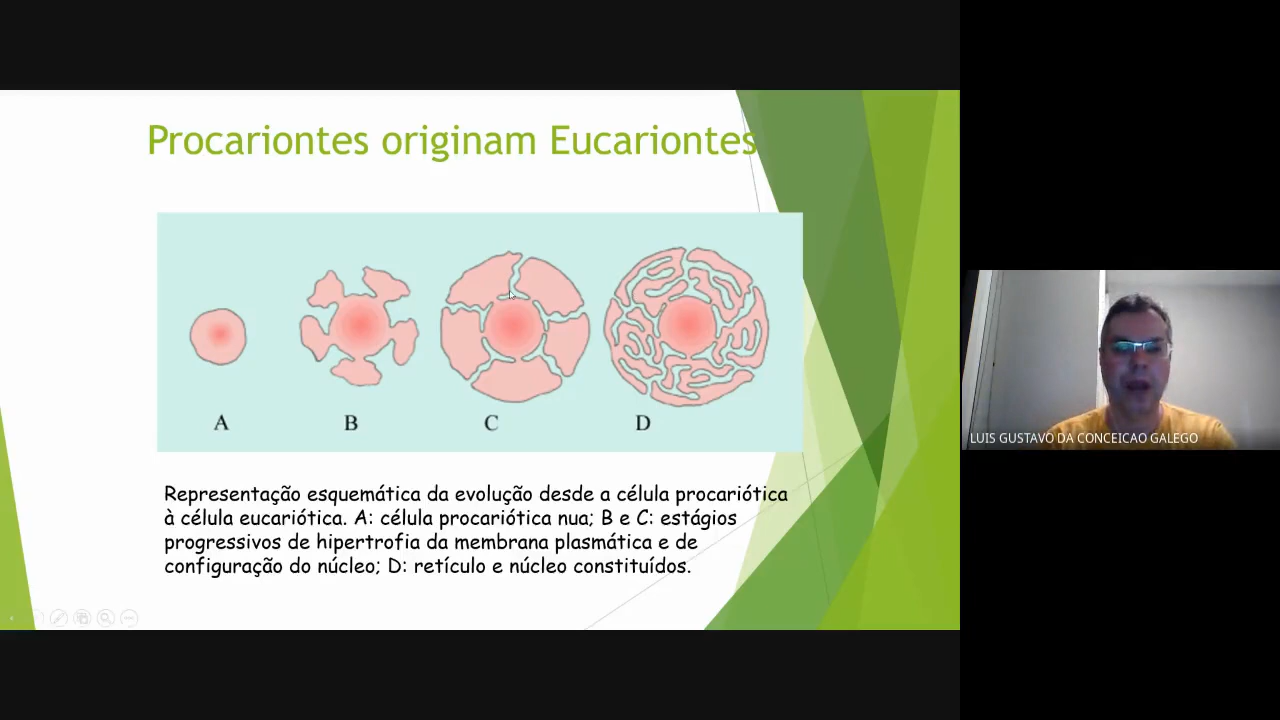 Procariontes originam Eucariontes
A B C D
Representação esquemática da evolução desde a célula procariótica
à célula eucariótica. A: célula procariótica nua; B e C: estágios
progressivos de hipertrofia da membrana plasmática e de
configuração do núcleo; D: retículo e núcleo constituídos.
LUIS GUSTAVO DA CONCEICAO GALEGO